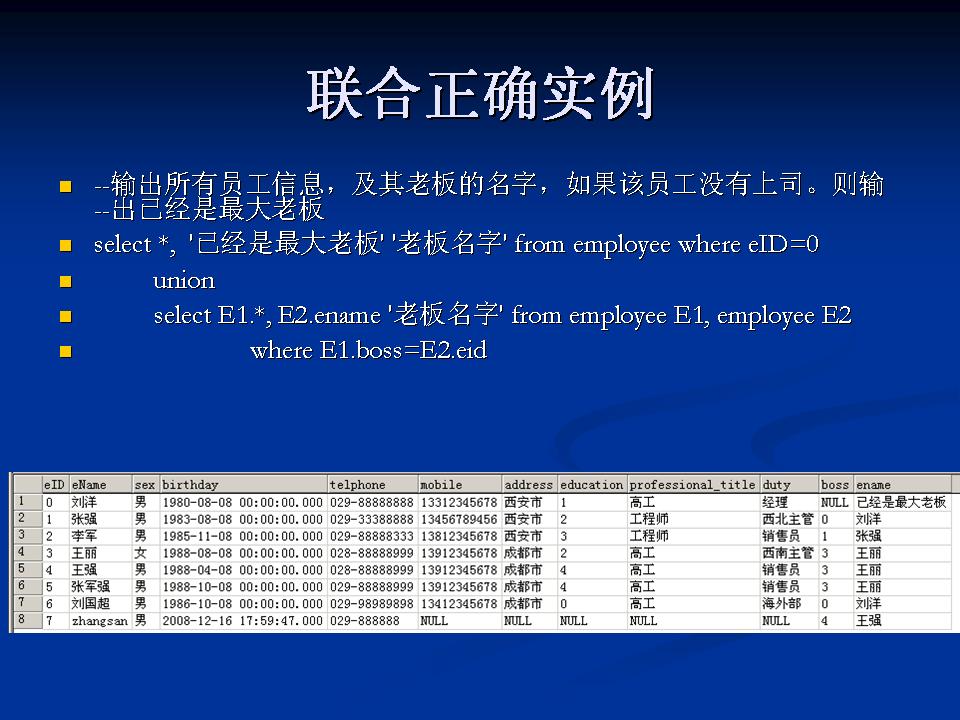 联合正确实例
--输出所有员工信息，及其老板的名字，如果该员工没有上司。则输
--出已经是最大老板
select *, '已经是最大老板' '老板名字' from employee where eID=0
union
select E1.*, E2.ename '老板名字' from employee E1, employee E2
where E1.boss=E2.eid
eID eName sex birthday telphone mobile address education professional_title duty boss ename
1 0 刘洋 男 1980-08-08 00:00:00.000 029-88888888 13312345678 西安市 1 高工 经理 NULL 已经是最大老板
2 1 张强 男 1983-08-08 00:00:00.000 029-33388888 13456789456 西安市 2 工程师 西北主管 0 刘洋
3 2 李军 男 1985-11-08 00:00:00.000 029-88888333 13812345678 西安市 3 工程师 销售员 1 张强
4 3 王丽 女 1988-08-08 00:00:00.000 028-88888999 13912345678 成都市 2 高工 西南主管 3 王丽
5 4 王强 男 1988-04-08 00:00:00.000 028-88888999 13912345678 成都市 4 高工 销售员 3 王丽
6 5 张军强 男 1988-10-08 00:00:00.000 029-88888999 13912345678 成都市 4 高工 销售员 3 王丽
7 6 刘国超 男 1986-10-08 00:00:00.000 029-98989898 13412345678 成都市 0 高工 海外部 0 刘洋
8 7 zhangsan 男 2008-12-16 17:59:47.000 029-888888 NULL NULL NULL NULL NULL 4 王强